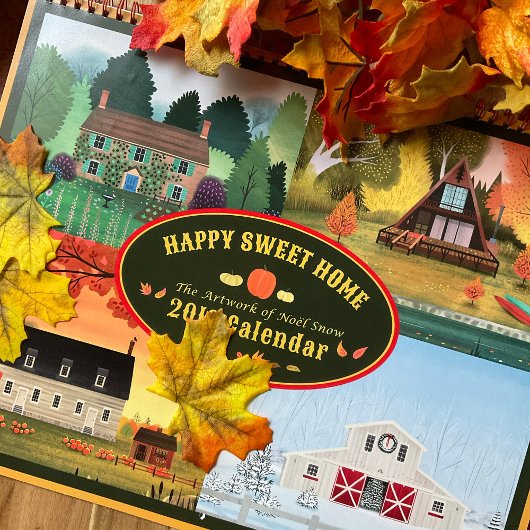 HAPPY SWEET HOME
The Artwork of Noël Snow
Calendar